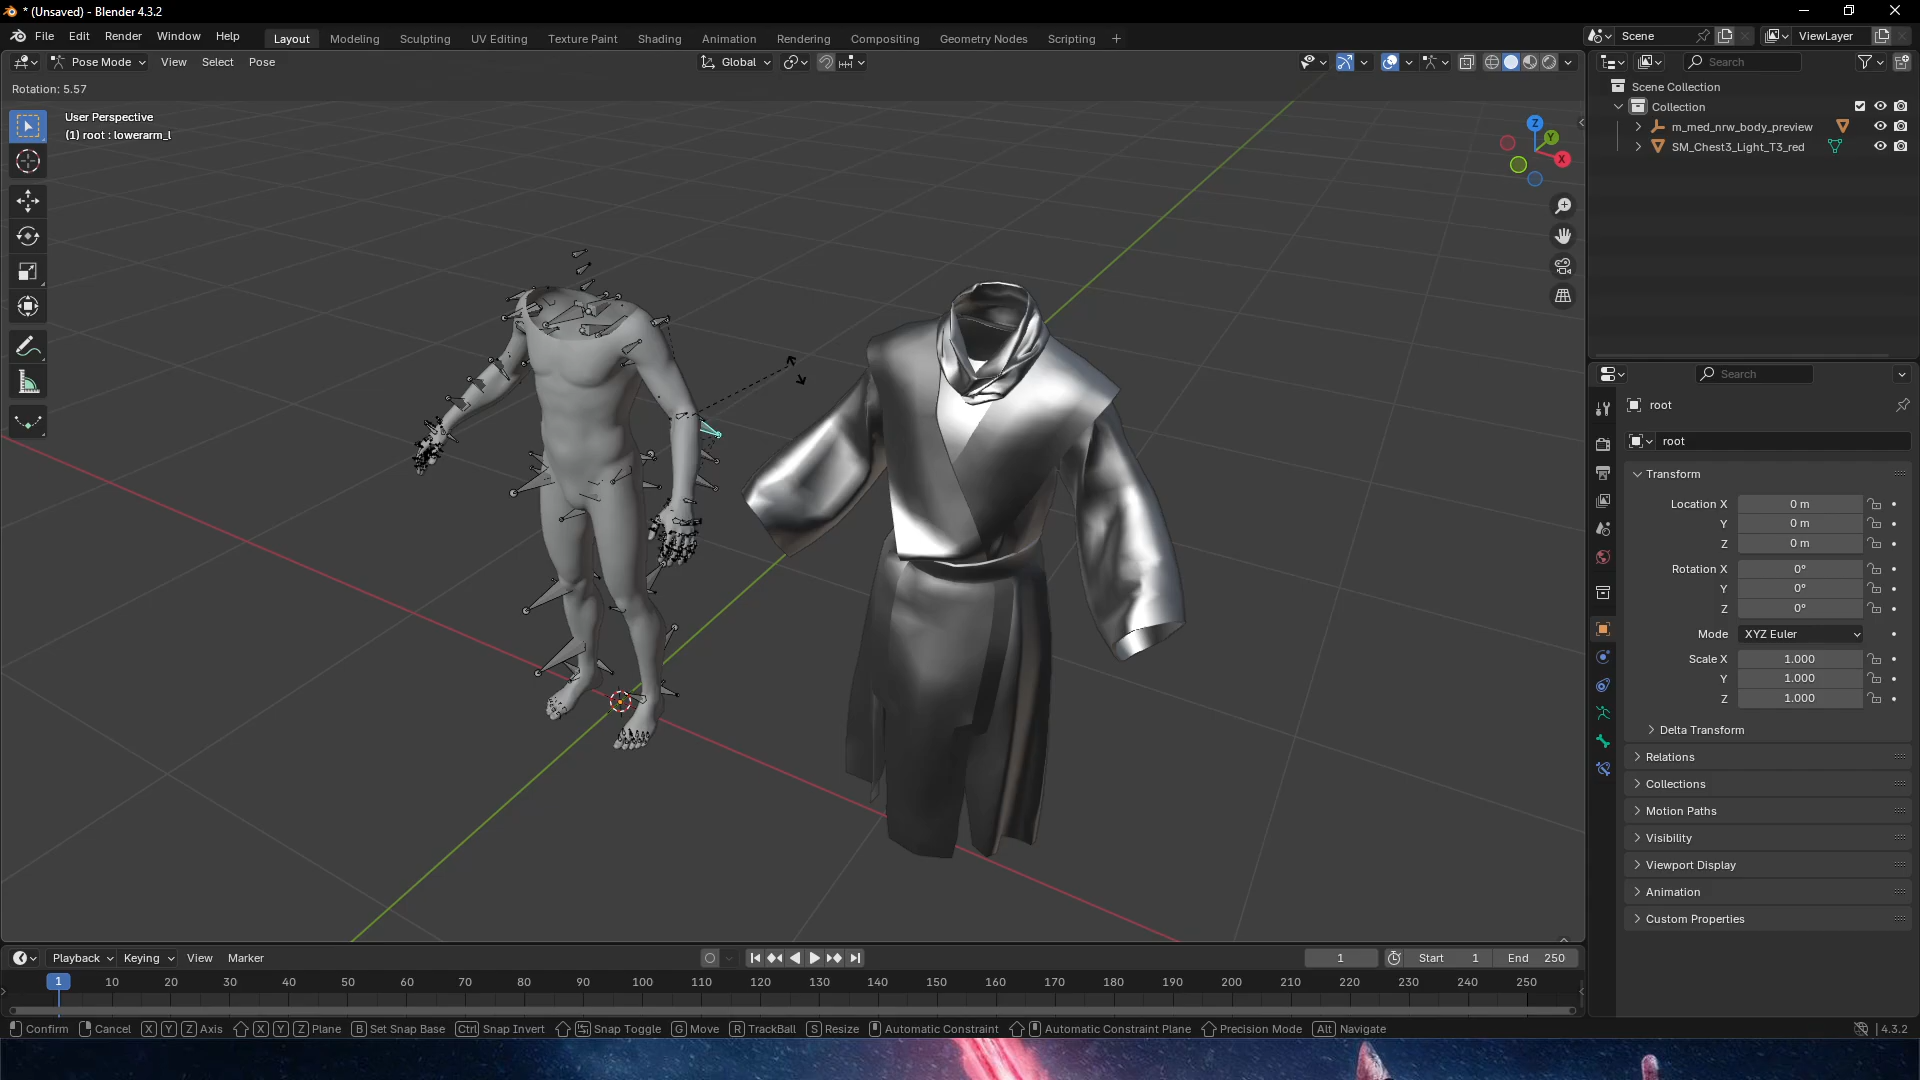 * (Unsaved) - Blender 4.3.2
File Edit Render Window Help
Layout Modeling Sculpting UV Editing Texture Paint Shading Animation Rendering Compositing Geometry Nodes Scripting +
Scene
ViewLayer
Pose Mode View Select Pose
Global
Search
Rotation: 5.57
User Perspective
(1) root : lowerarm_l
Z
Y
X
Scene Collection
Collection
m_med_nrw_body_preview
SM_Chest3_Light_T3_red
Search
root
root
Transform
Location X 0 m
Y 0 m
Z 0 m
Rotation X 0°
Y 0°
Z 0°
Mode XYZ Euler
Scale X 1.000
Y 1.000
Z 1.000
Delta Transform
Relations
Collections
Motion Paths
Visibility
Viewport Display
Animation
Custom Properties
Playback Keying View Marker
1 Start 1 End 250
1 10 20 30 40 50 60 70 80 90 100 110 120 130 140 150 160 170 180 190 200 210 220 230 240 250
Confirm Cancel X Y Z Axis X Y Z Plane B Set Snap Base Ctrl Snap Invert Snap Toggle G Move R TrackBall S Resize Automatic Constraint Automatic Constraint Plane Precision Mode Alt Navigate 4.3.2